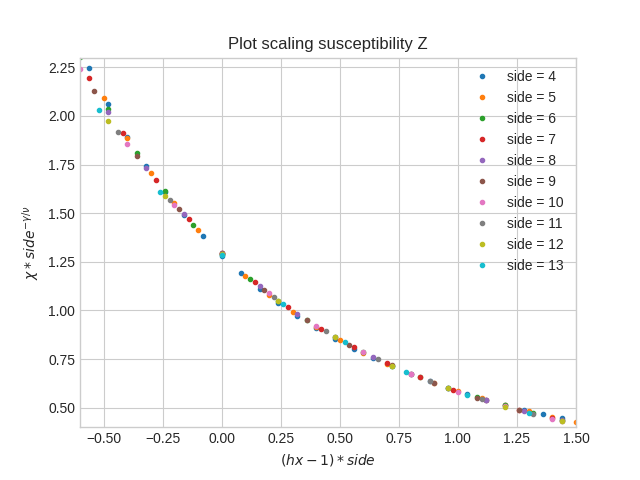 Plot scaling susceptibility Z
2.25
2.00
1.75
1.50
1.25
1.00
0.75
0.50
χ * side^{−γ/ν}
side = 4
side = 5
side = 6
side = 7
side = 8
side = 9
side = 10
side = 11
side = 12
side = 13
−0.50 −0.25 0.00 0.25 0.50 0.75 1.00 1.25 1.50
(hx − 1) * side